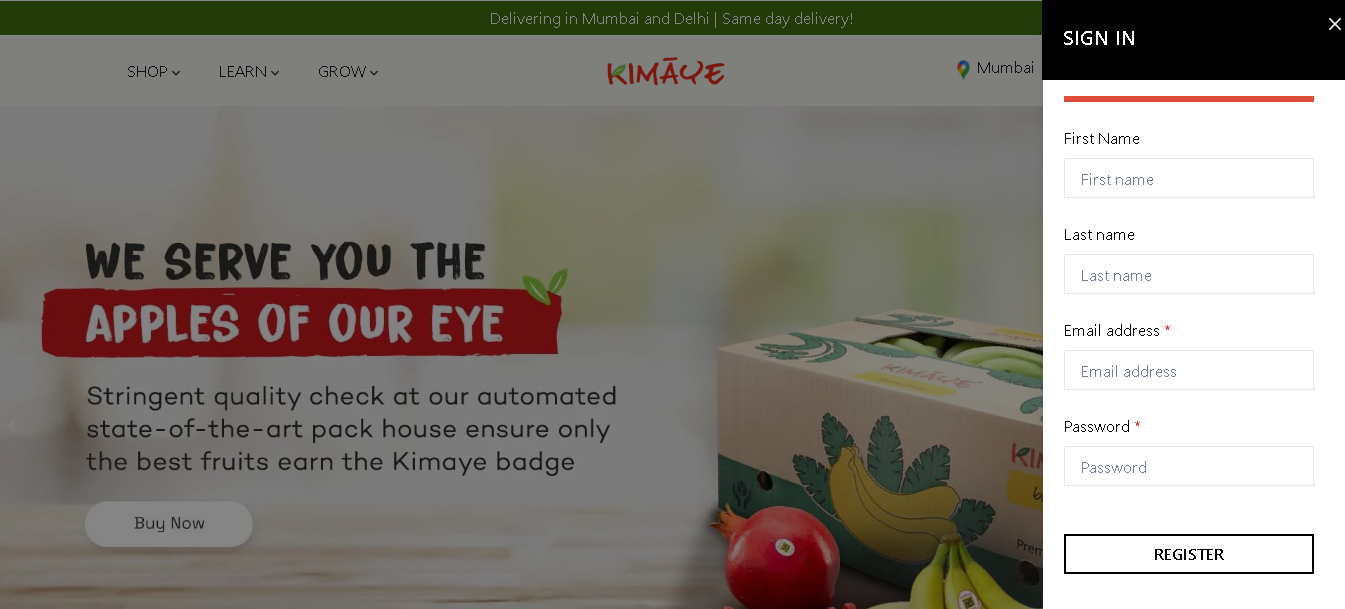 Delivering in Mumbai and Delhi | Same day delivery!
SHOP
LEARN
GROW
KIMAYE
Mumbai
SIGN IN
WE SERVE YOU THE
APPLES OF OUR EYE
Stringent quality check at our automated
state-of-the-art pack house ensure only
the best fruits earn the Kimaye badge
Buy Now
KIMAYE
First Name
First name
Last name
Last name
Email address *
Email address
Password *
Password
REGISTER